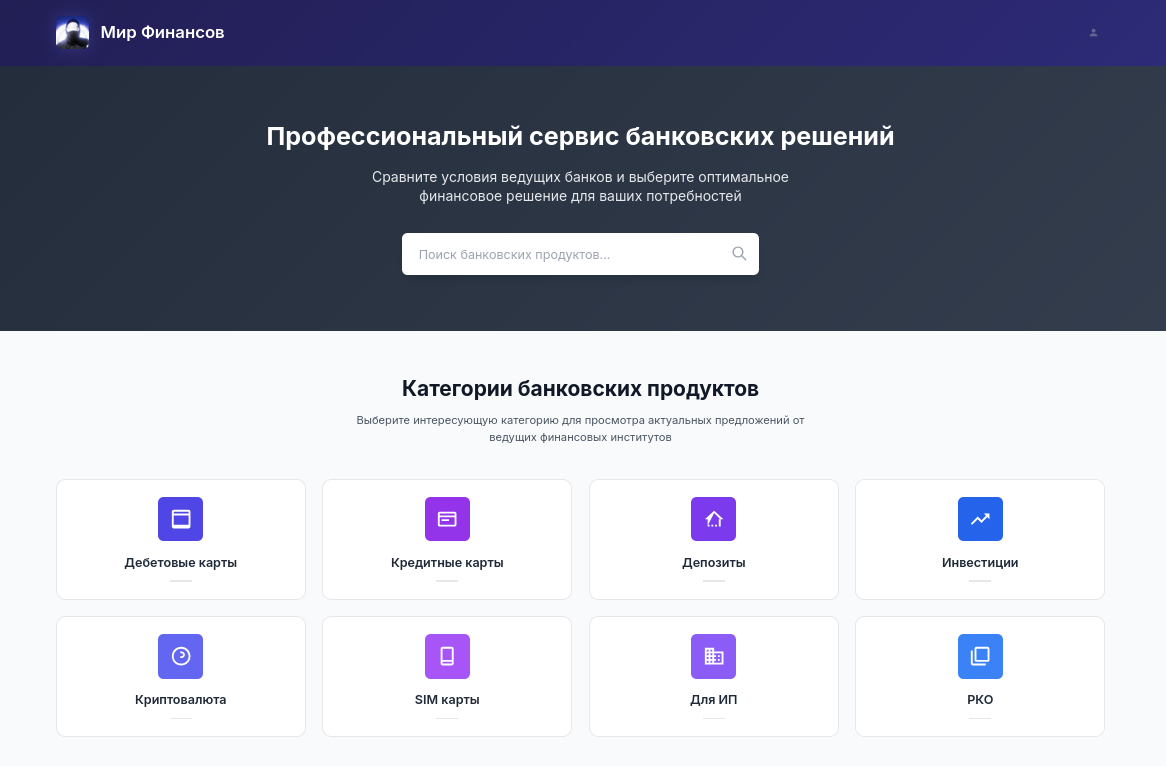 Мир Финансов
Профессиональный сервис банковских решений
Сравните условия ведущих банков и выберите оптимальное
финансовое решение для ваших потребностей
Поиск банковских продуктов...
Категории банковских продуктов
Выберите интересующую категорию для просмотра актуальных предложений от
ведущих финансовых институтов
Дебетовые карты
Кредитные карты
Депозиты
Инвестиции
Криптовалюта
SIM карты
Для ИП
РКО